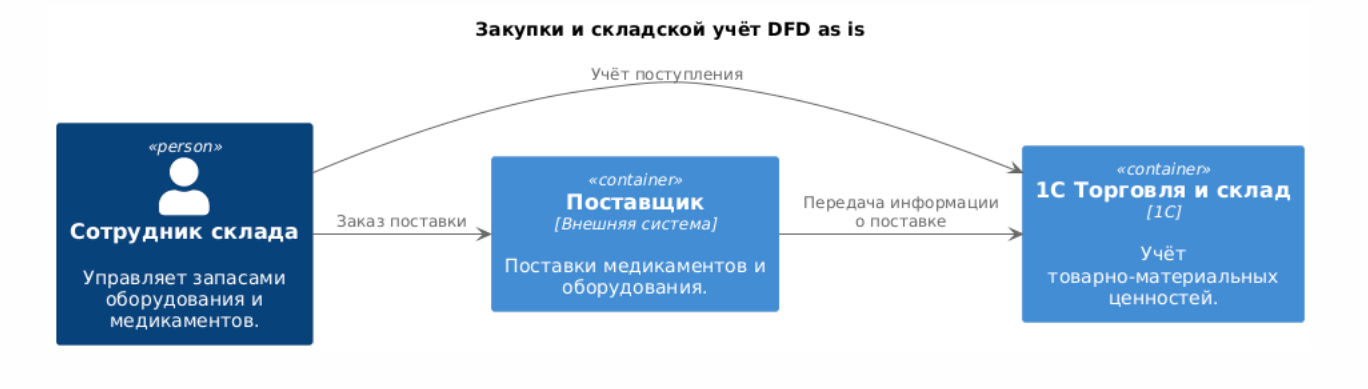 Закупки и складской учёт DFD as is
Учёт поступления
«person»
Сотрудник склада
Управляет запасами
оборудования и
медикаментов.
Заказ поставки
«container»
Поставщик
[Внешняя система]
Поставки медикаментов и
оборудования.
Передача информации
о поставке
«container»
1С Торговля и склад
[1С]
Учёт
товарно-материальных
ценностей.